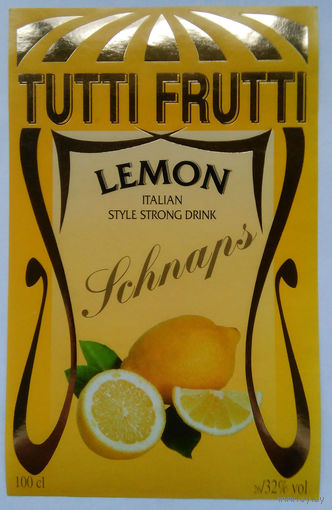 TUTTI FRUTTI
LEMON
ITALIAN
STYLE STRONG DRINK
Schnaps
100 cl
/32% vol